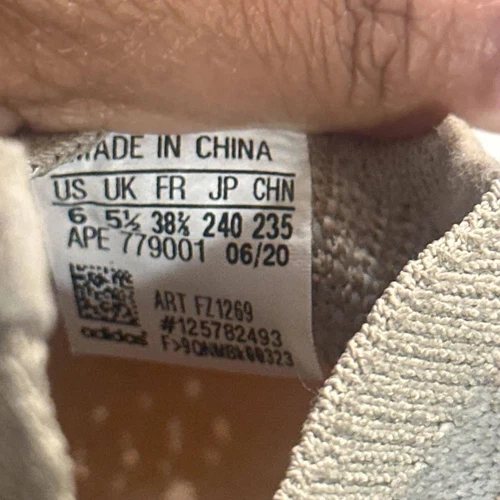 MADE IN CHINA
US UK FR JP CHN
6 5½ 38⅔ 240 235
APE 779001 06/20
ART FZ1269
#125782493
adidas